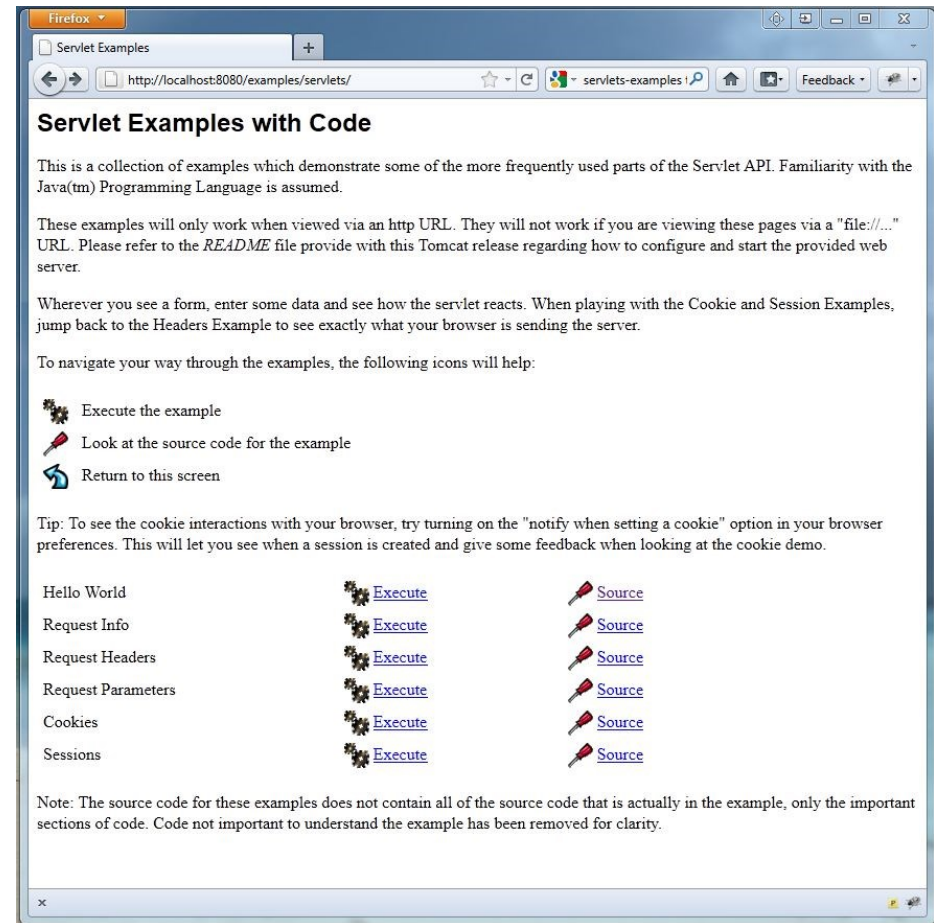 Firefox
Servlet Examples
http://localhost:8080/examples/servlets/
servlets-examples
Feedback
Servlet Examples with Code
This is a collection of examples which demonstrate some of the more frequently used parts of the Servlet API. Familiarity with the
Java(tm) Programming Language is assumed.
These examples will only work when viewed via an http URL. They will not work if you are viewing these pages via a "file://..."
URL. Please refer to the README file provide with this Tomcat release regarding how to configure and start the provided web
server.
Wherever you see a form, enter some data and see how the servlet reacts. When playing with the Cookie and Session Examples,
jump back to the Headers Example to see exactly what your browser is sending the server.
To navigate your way through the examples, the following icons will help:
Execute the example
Look at the source code for the example
Return to this screen
Tip: To see the cookie interactions with your browser, try turning on the "notify when setting a cookie" option in your browser
preferences. This will let you see when a session is created and give some feedback when looking at the cookie demo.
Hello World Execute Source
Request Info Execute Source
Request Headers Execute Source
Request Parameters Execute Source
Cookies Execute Source
Sessions Execute Source
Note: The source code for these examples does not contain all of the source code that is actually in the example, only the important
sections of code. Code not important to understand the example has been removed for clarity.